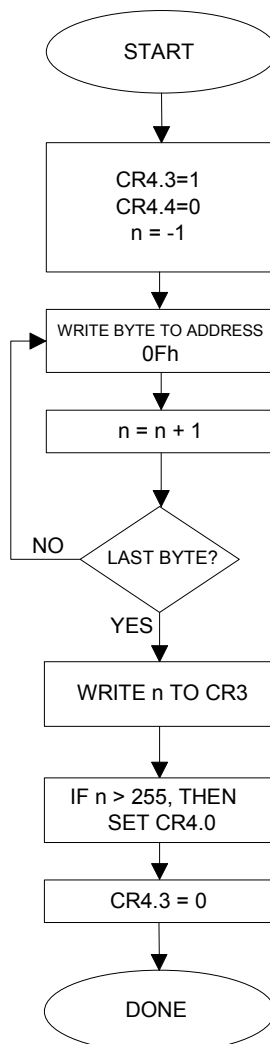 START
CR4.3=1
CR4.4=0
n = -1
WRITE BYTE TO ADDRESS
0Fh
n = n + 1
NO
LAST BYTE?
YES
WRITE n TO CR3
IF n > 255, THEN
SET CR4.0
CR4.3 = 0
DONE